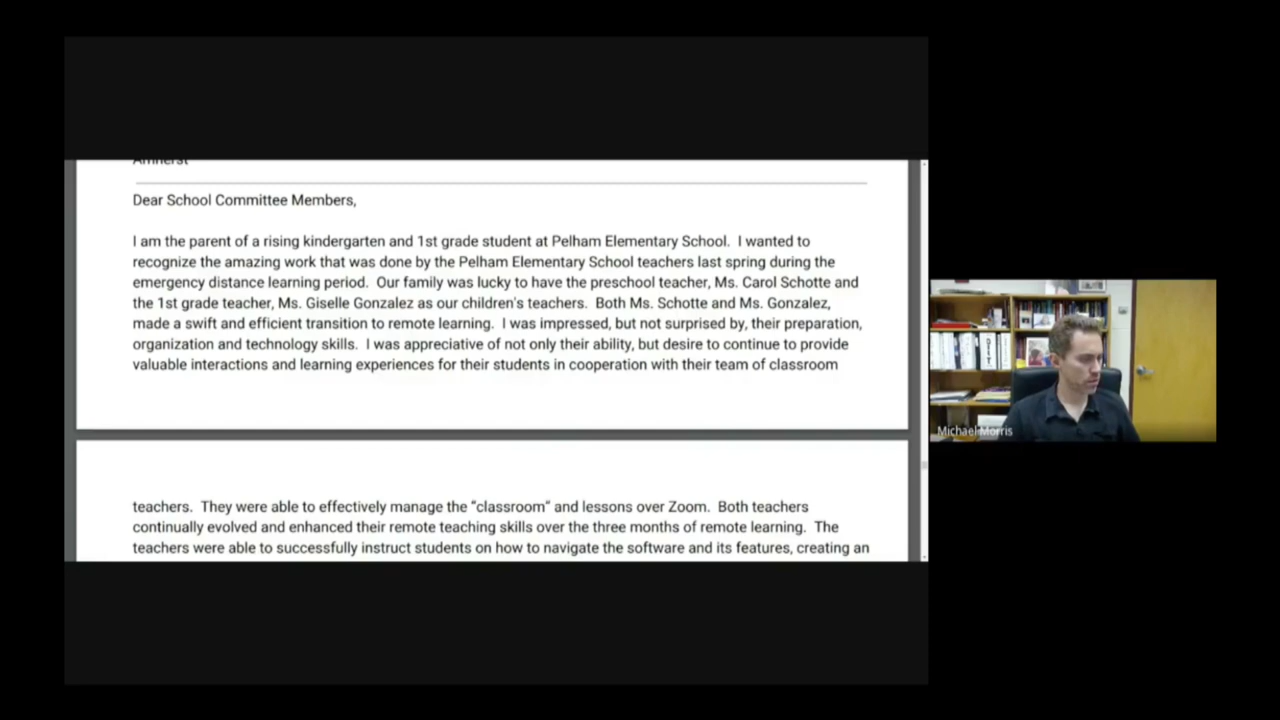 Amherst
Dear School Committee Members,
I am the parent of a rising kindergarten and 1st grade student at Pelham Elementary School.  I wanted to
recognize the amazing work that was done by the Pelham Elementary School teachers last spring during the
emergency distance learning period.  Our family was lucky to have the preschool teacher, Ms. Carol Schotte and
the 1st grade teacher, Ms. Giselle Gonzalez as our children's teachers.  Both Ms. Schotte and Ms. Gonzalez,
made a swift and efficient transition to remote learning.  I was impressed, but not surprised by, their preparation,
organization and technology skills.  I was appreciative of not only their ability, but desire to continue to provide
valuable interactions and learning experiences for their students in cooperation with their team of classroom
teachers.  They were able to effectively manage the “classroom” and lessons over Zoom.  Both teachers
continually evolved and enhanced their remote teaching skills over the three months of remote learning.  The
teachers were able to successfully instruct students on how to navigate the software and its features, creating an
Michael Morris